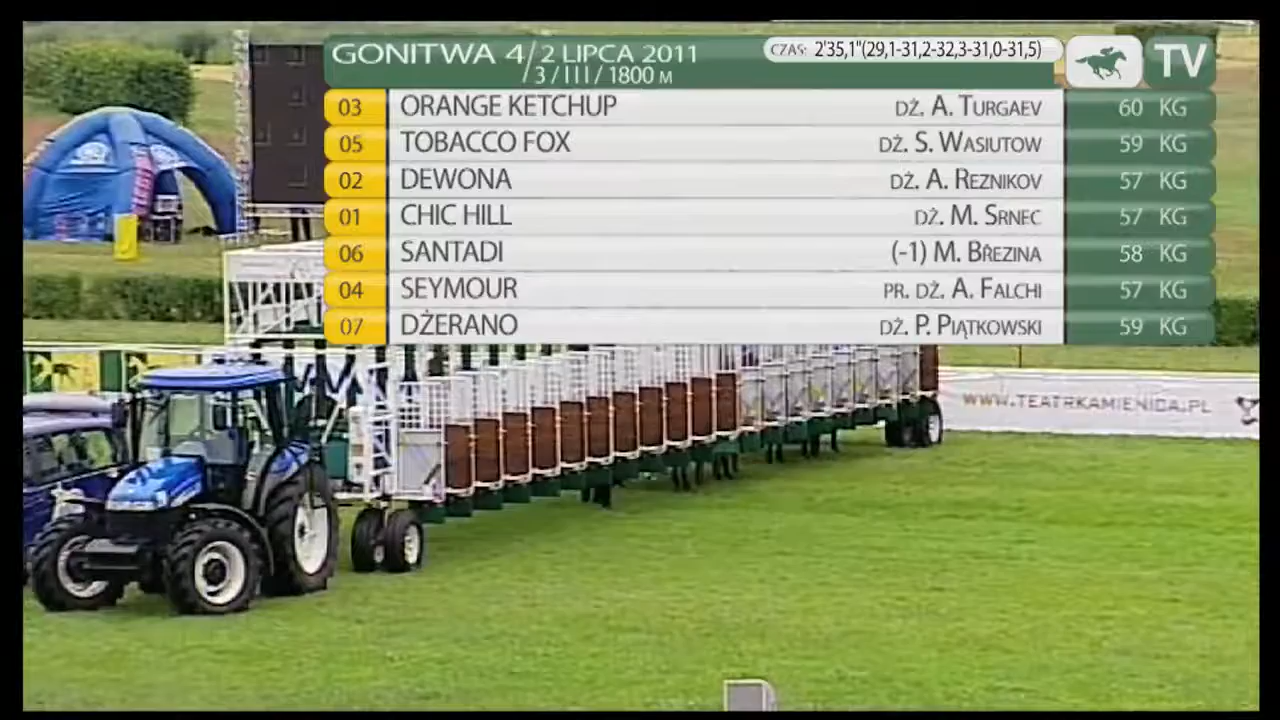 GONITWA 4/2 LIPCA 2011
3/III/1800 M
CZAS: 2'35,1"(29,1-31,2-32,3-31,0-31,5)
TV
03 ORANGE KETCHUP DŻ. A. TURGAEV 60 KG
05 TOBACCO FOX DŻ. S. WASIUTOW 59 KG
02 DEWONA DŻ. A. REZNIKOV 57 KG
01 CHIC HILL DŻ. M. SRNEC 57 KG
06 SANTADI (-1) M. BŘEZINA 58 KG
04 SEYMOUR PR. DŻ. A. FALCHI 57 KG
07 DŻERANO DŻ. P. PIĄTKOWSKI 59 KG
WWW.TEATRKAMIENICA.PL